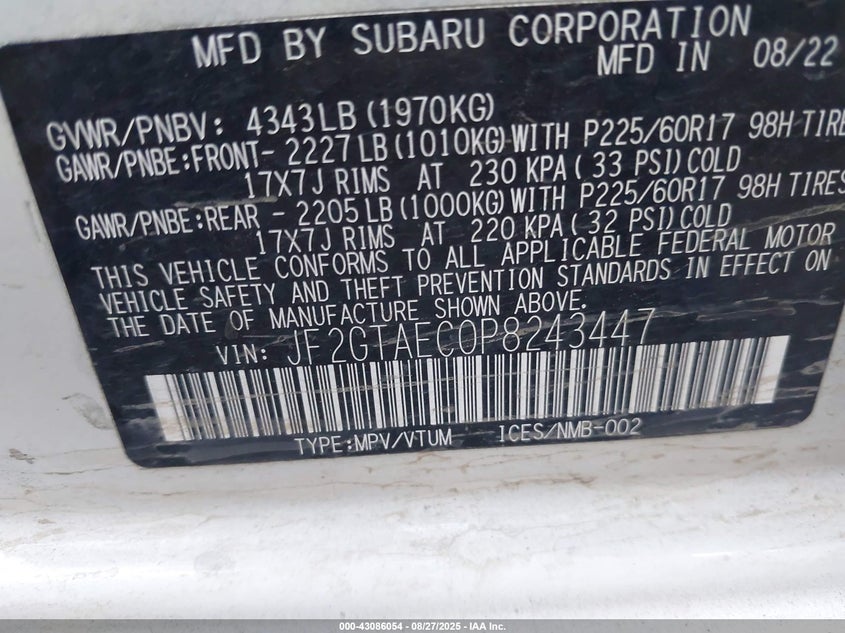 MFD BY SUBARU CORPORATION
MFD IN 08/22
GVWR/PNBV: 4343LB (1970KG)
GAWR/PNBE:FRONT- 2227LB (1010KG) WITH P225/60R17 98H TIRE
17X7J RIMS AT 230 KPA( 33 PSI)COLD
GAWR/PNBE:REAR - 2205LB (1000KG) WITH P225/60R17 98H TIRES
17X7J RIMS AT 220 KPA( 32 PSI)COLD
THIS VEHICLE CONFORMS TO ALL APPLICABLE FEDERAL MOTOR
VEHICLE SAFETY AND THEFT PREVENTION STANDARDS IN EFFECT ON
THE DATE OF MANUFACTURE SHOWN ABOVE.
VIN: JF2GTAEC0P8243447
TYPE:MPV/VTUM ICES/NMB-002
000-43086054 - 08/27/2025 - IAA Inc.